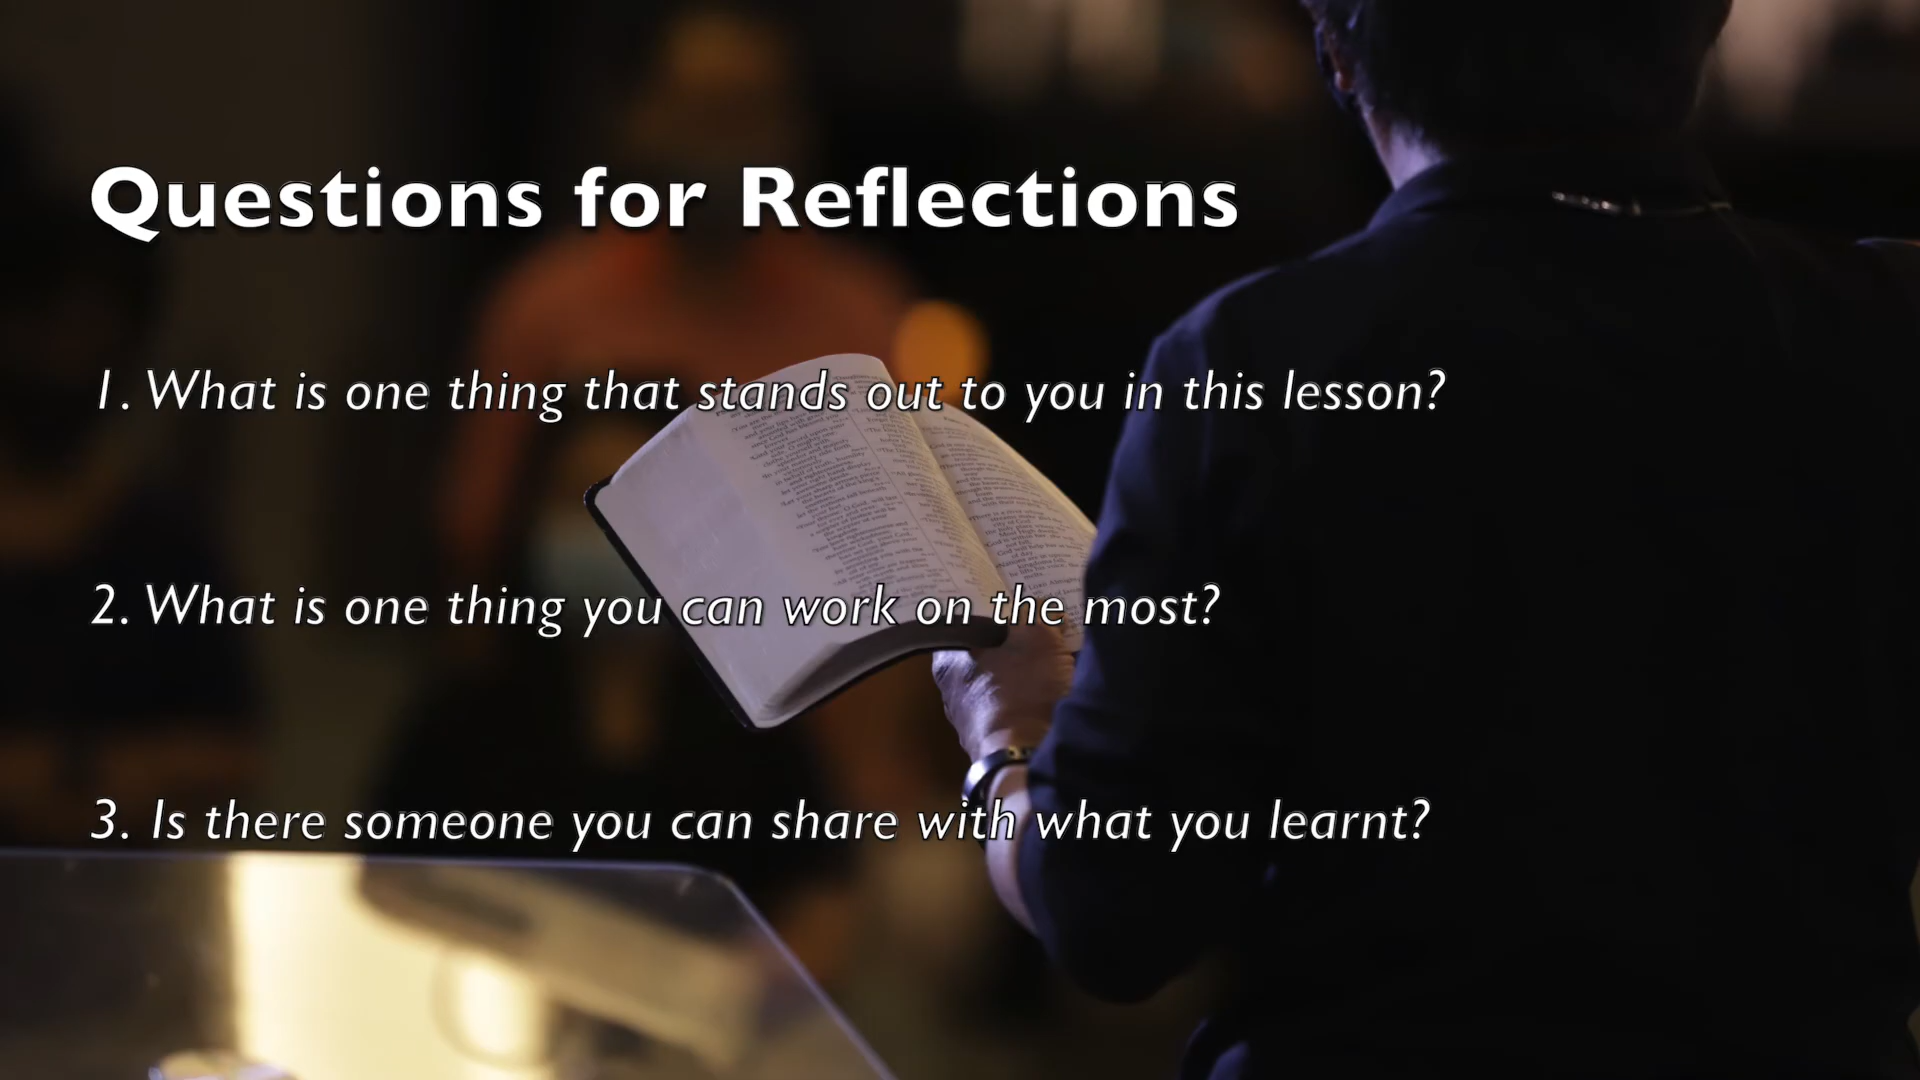 Questions for Reflections
1. What is one thing that stands out to you in this lesson?
2. What is one thing you can work on the most?
3. Is there someone you can share with what you learnt?